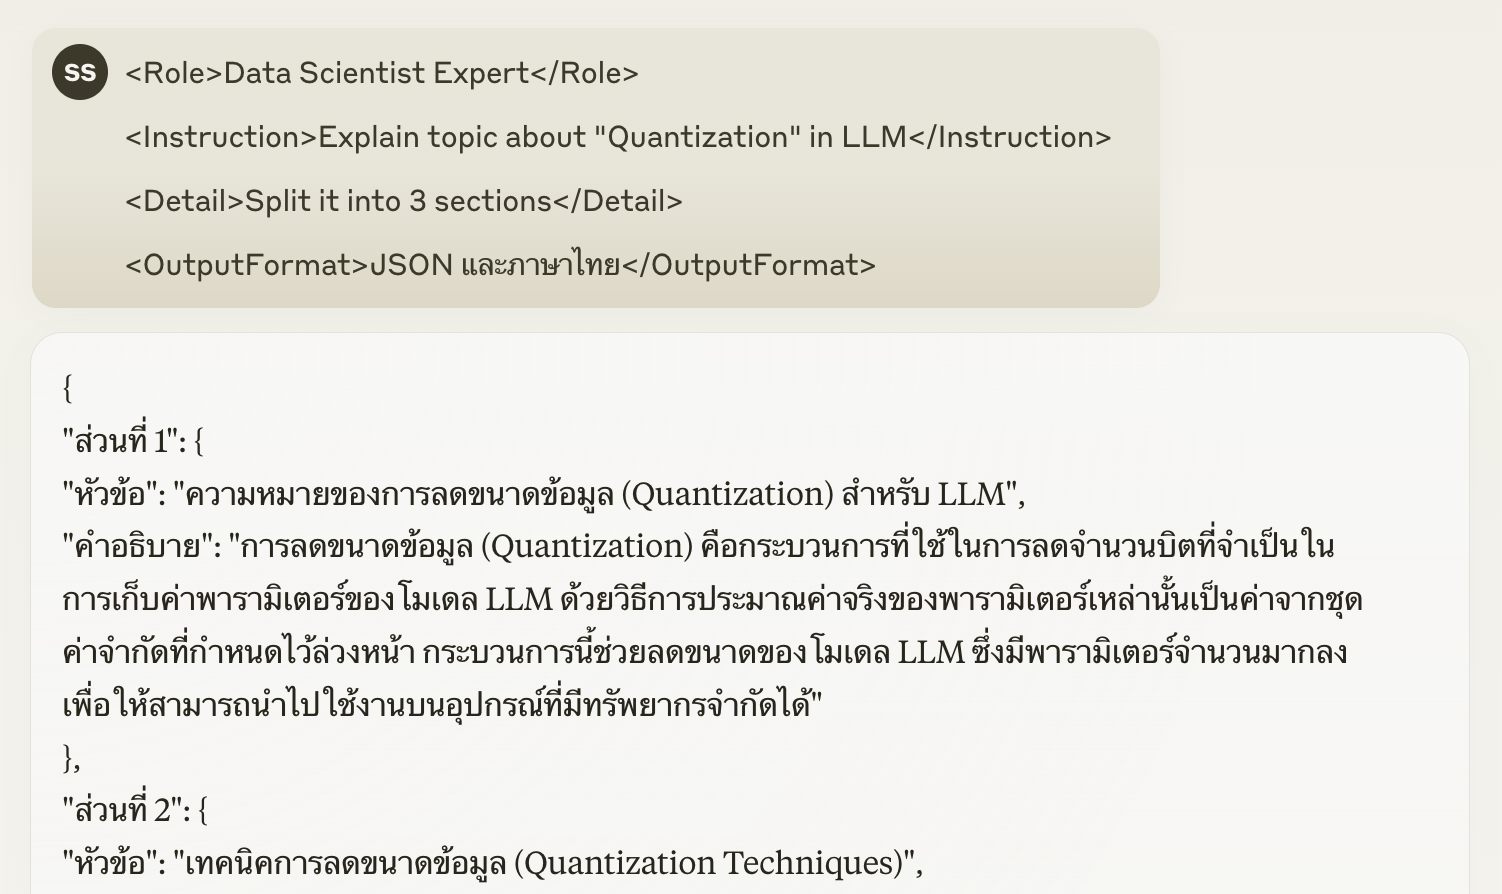 SS
<Role>Data Scientist Expert</Role>
<Instruction>Explain topic about "Quantization" in LLM</Instruction>
<Detail>Split it into 3 sections</Detail>
<OutputFormat>JSON และภาษาไทย</OutputFormat>
{
"ส่วนที่ 1": {
"หัวข้อ": "ความหมายของการลดขนาดข้อมูล (Quantization) สำหรับ LLM",
"คำอธิบาย": "การลดขนาดข้อมูล (Quantization) คือกระบวนการที่ใช้ในการลดจำนวนบิตที่จำเป็นใน
การเก็บค่าพารามิเตอร์ของโมเดล LLM ด้วยวิธีการประมาณค่าจริงของพารามิเตอร์เหล่านั้นเป็นค่าจากชุด
ค่าจำกัดที่กำหนดไว้ล่วงหน้า กระบวนการนี้ช่วยลดขนาดของโมเดล LLM ซึ่งมีพารามิเตอร์จำนวนมากลง
เพื่อให้สามารถนำไปใช้งานบนอุปกรณ์ที่มีทรัพยากรจำกัดได้"
},
"ส่วนที่ 2": {
"หัวข้อ": "เทคนิคการลดขนาดข้อมูล (Quantization Techniques)",